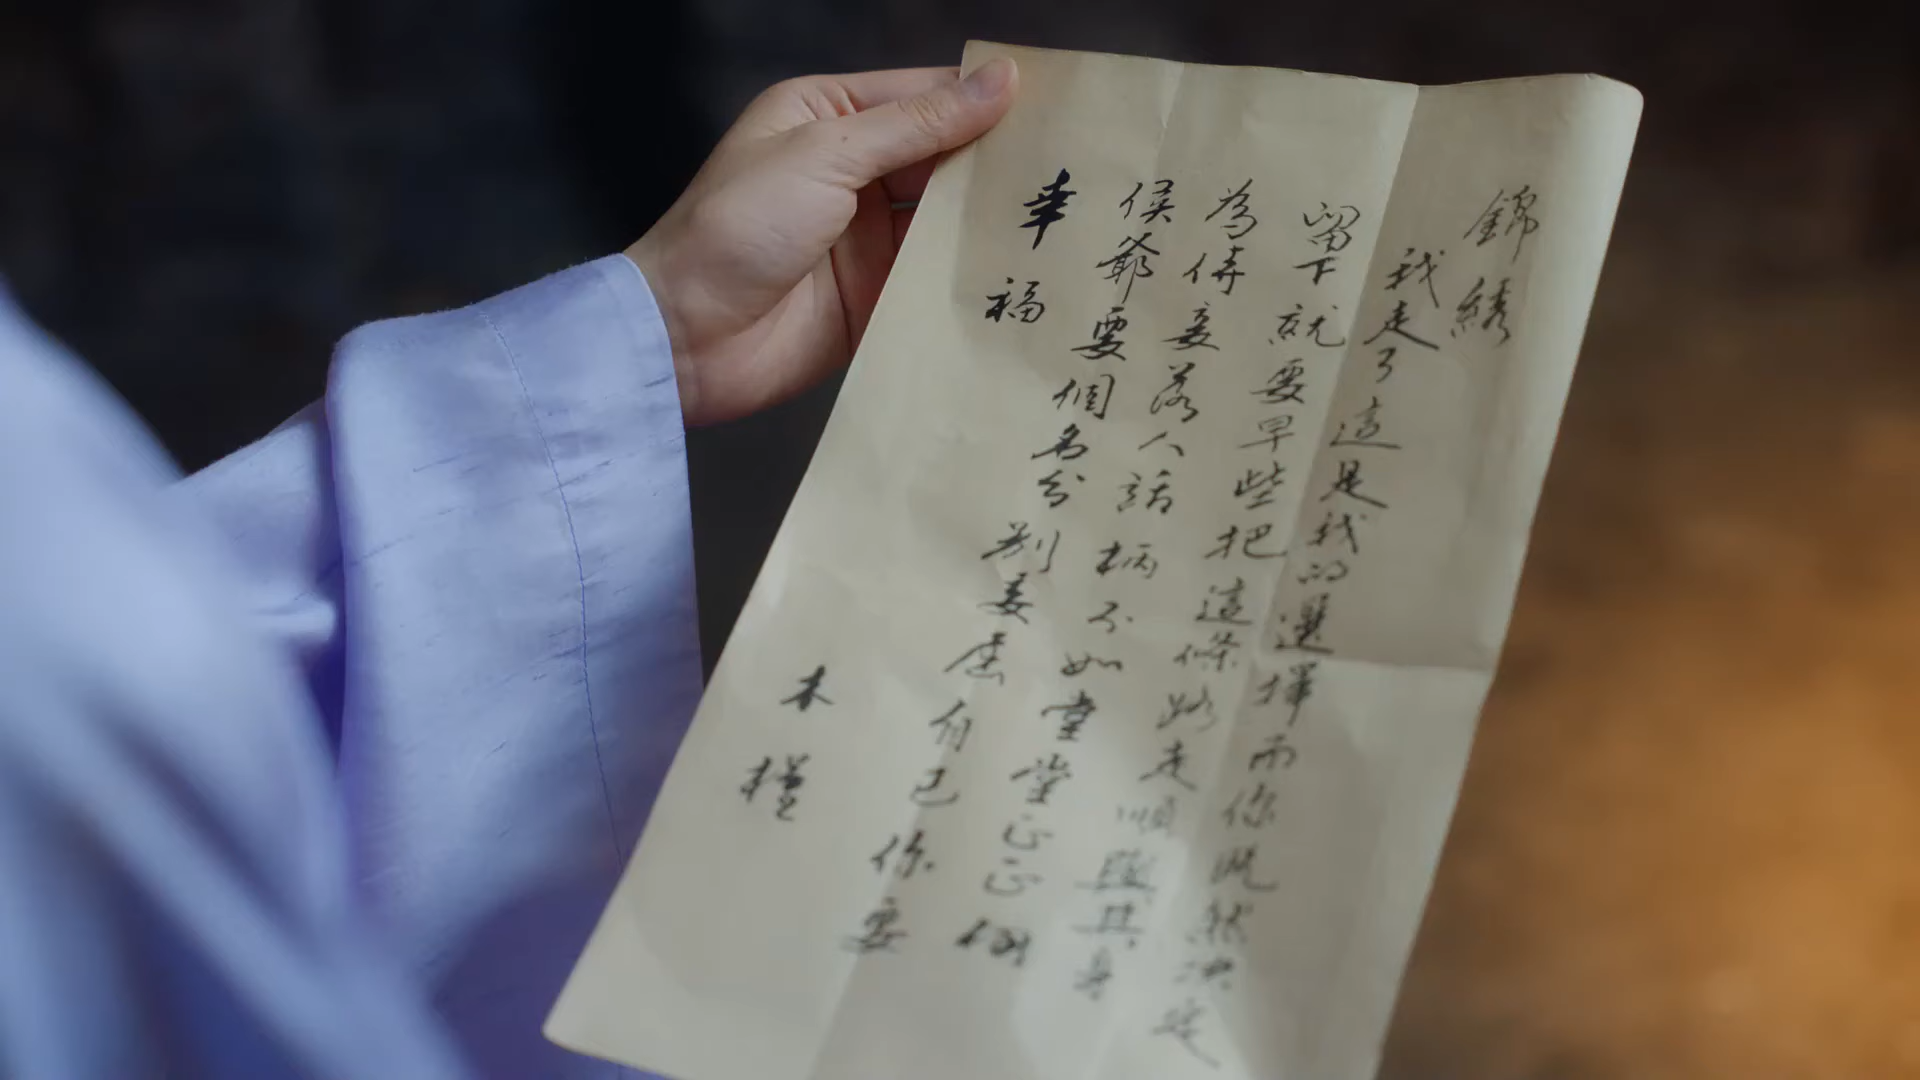 錦綉
我走了這是我的選擇而你既然決定
留下就要早些把這條路走順與其身
為侍妾落人話柄不如堂堂正正向
侯爺要個名分別委屈自己你要
幸福
木槿